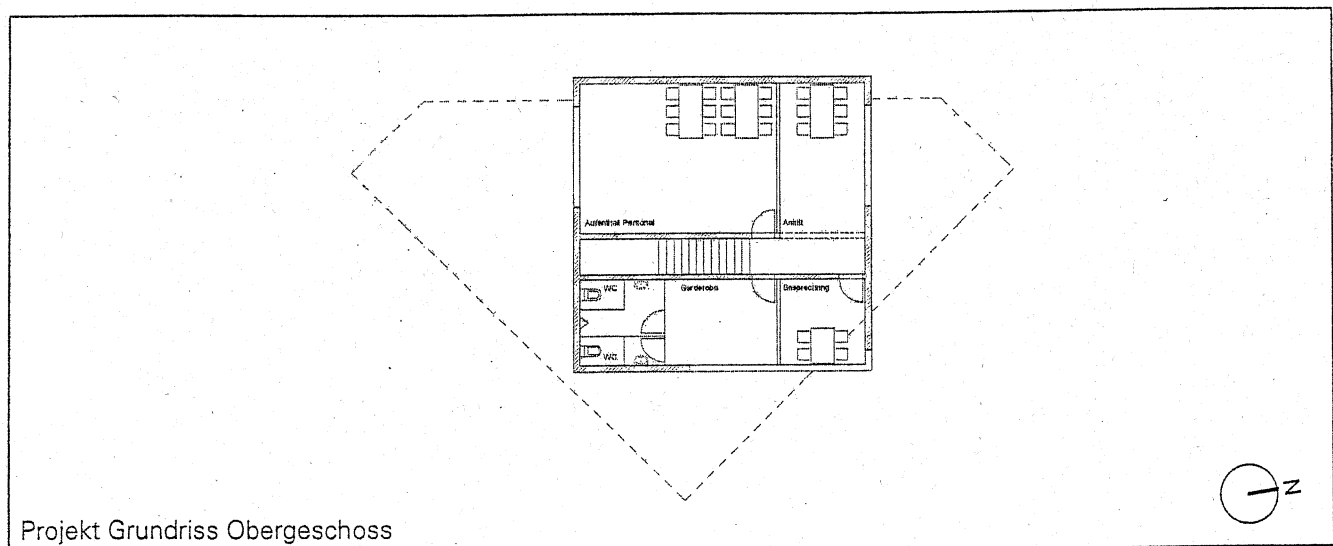 Aufenthalt Personal
Antritt
WC
Garderobe
Besprechung
WC
N
Projekt Grundriss Obergeschoss